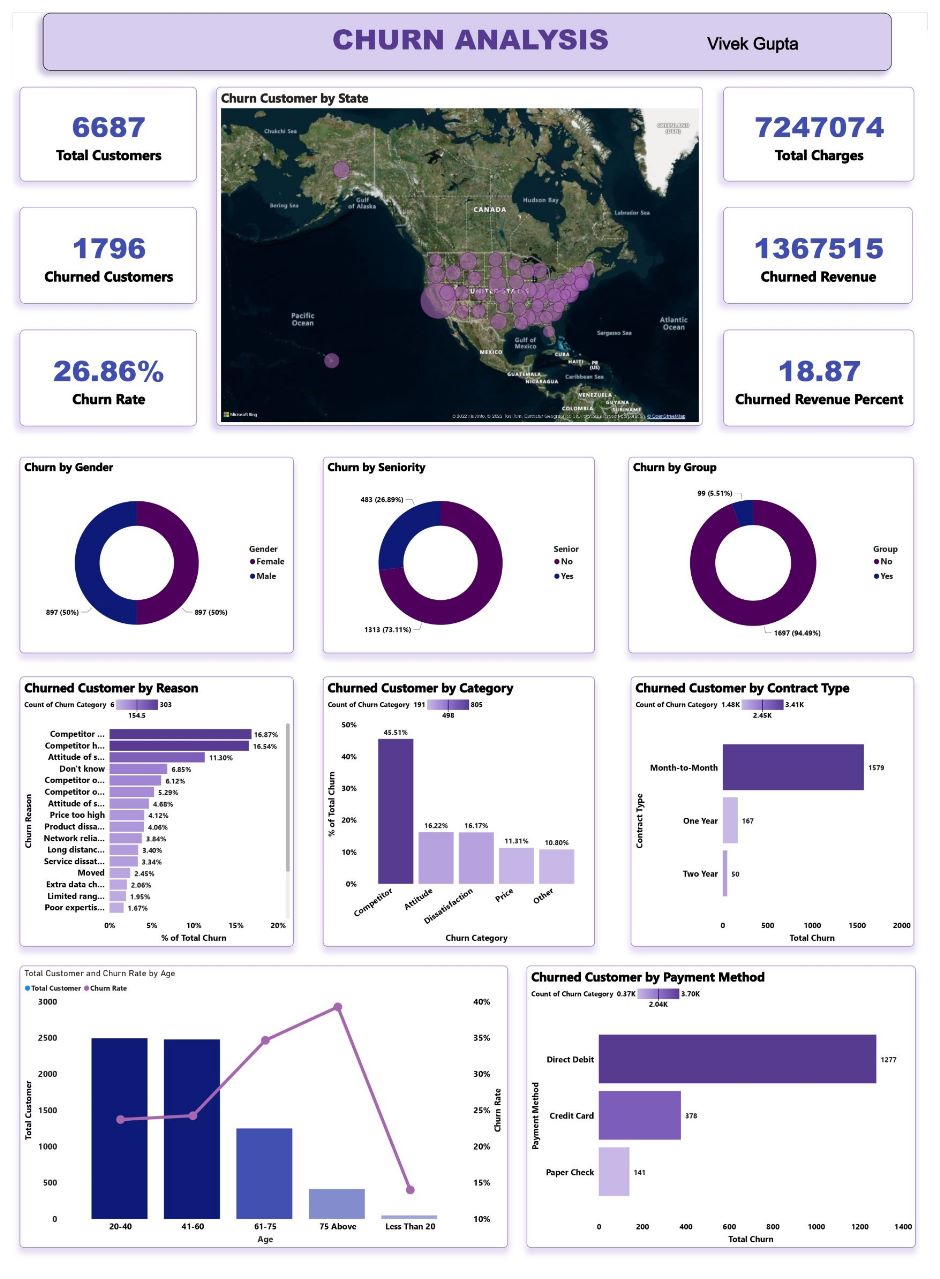 CHURN ANALYSIS
Vivek Gupta
6687
Total Customers
1796
Churned Customers
26.86%
Churn Rate
Churn Customer by State
Chukchi Sea
GREENLAND
(DEN)
Bering Sea
Gulf
of Alaska
Hudson Bay
CANADA
Labrador Sea
UNITED STATES
Pacific
Ocean
Atlantic
Ocean
Sargasso Sea
Gulf of
Mexico
MEXICO
CUBA
HAITI
PR
(US)
GUATEMALA
NICARAGUA
Caribbean Sea
VENEZUELA
COLOMBIA
GUYANA
SURINAME
Microsoft Bing
© OpenStreetMap
7247074
Total Charges
1367515
Churned Revenue
18.87
Churned Revenue Percent
Churn by Gender
Gender
Female
Male
897 (50%)
897 (50%)
Churn by Seniority
483 (26.89%)
Senior
No
Yes
1313 (73.11%)
Churn by Group
99 (5.51%)
Group
No
Yes
1697 (94.49%)
Churned Customer by Reason
Count of Churn Category 6 303
154.5
Churn Reason
Competitor ... 16.87%
Competitor h... 16.54%
Attitude of s... 11.30%
Don't know 6.85%
Competitor o... 6.12%
Competitor o... 5.29%
Attitude of s... 4.68%
Price too high 4.12%
Product dissa... 4.06%
Network relia... 3.84%
Long distanc... 3.40%
Service dissat... 3.34%
Moved 2.45%
Extra data ch... 2.06%
Limited rang... 1.95%
Poor expertis... 1.67%
0% 5% 10% 15% 20%
% of Total Churn
Churned Customer by Category
Count of Churn Category 191 805
498
% of Total Churn
50%
40%
30%
20%
10%
0%
45.51%
16.22%
16.17%
11.31%
10.80%
Competitor
Attitude
Dissatisfaction
Price
Other
Churn Category
Churned Customer by Contract Type
Count of Churn Category 1.48K 3.41K
2.45K
Contract Type
Month-to-Month 1579
One Year 167
Two Year 50
0 500 1000 1500 2000
Total Churn
Total Customer and Churn Rate by Age
Total Customer Churn Rate
Total Customer
3000
2500
2000
1500
1000
500
0
40%
35%
30%
25%
20%
15%
10%
Churn Rate
20-40 41-60 61-75 75 Above Less Than 20
Age
Churned Customer by Payment Method
Count of Churn Category 0.37K 3.70K
2.04K
Payment Method
Direct Debit 1277
Credit Card 378
Paper Check 141
0 200 400 600 800 1000 1200 1400
Total Churn